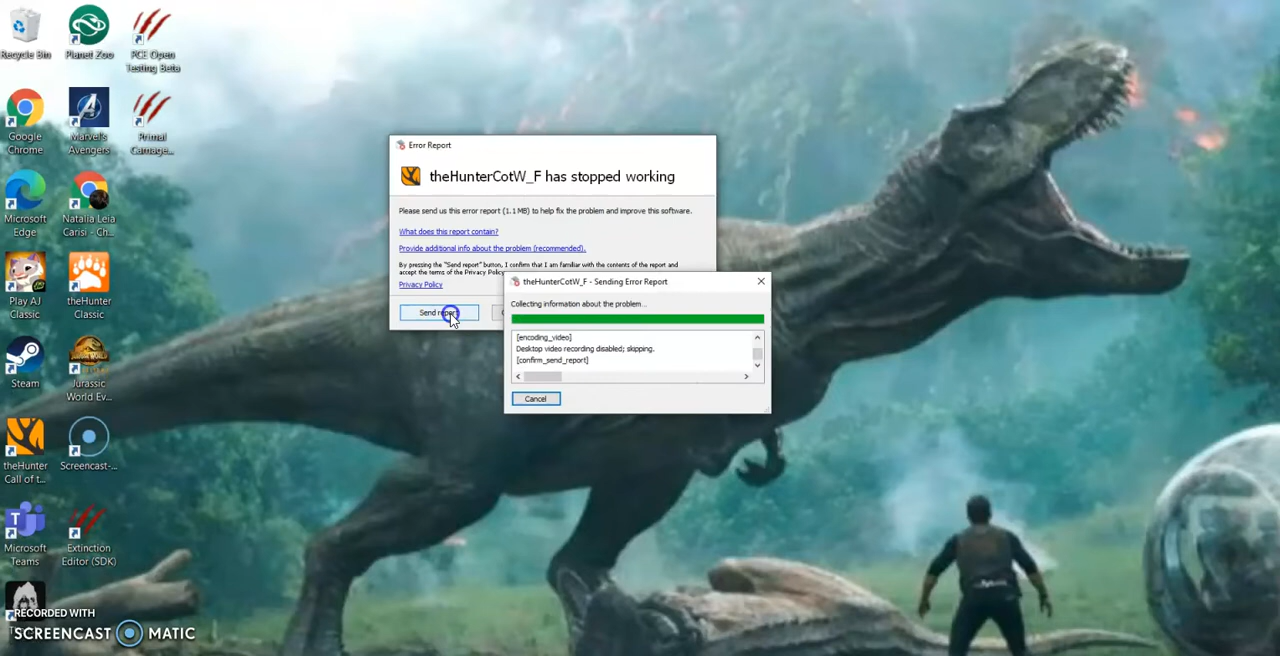 Recycle Bin
Planet Zoo
PCE Open
Testing Beta
Google
Chrome
Marvel's
Avengers
Primal
Carnage...
Microsoft
Edge
Natalia Leia
Carisi - Ch...
Play AJ
Classic
theHunter
Classic
Steam
Jurassic
World Ev...
theHunter
Call of t...
Screencast-...
Microsoft
Teams
Extinction
Editor (SDK)
Error Report
theHunterCotW_F has stopped working
Please send us this error report (1.1 MB) to help fix the problem and improve this software.
What does this report contain?
Provide additional info about the problem (recommended).
By pressing the "Send report" button, I confirm that I am familiar with the contents of the report and
accept the terms of the Privacy Policy
Privacy Policy
Send report
theHunterCotW_F - Sending Error Report
Collecting information about the problem...
[encoding_video]
Desktop video recording disabled; skipping.
[confirm_send_report]
Cancel
RECORDED WITH
SCREENCAST MATIC